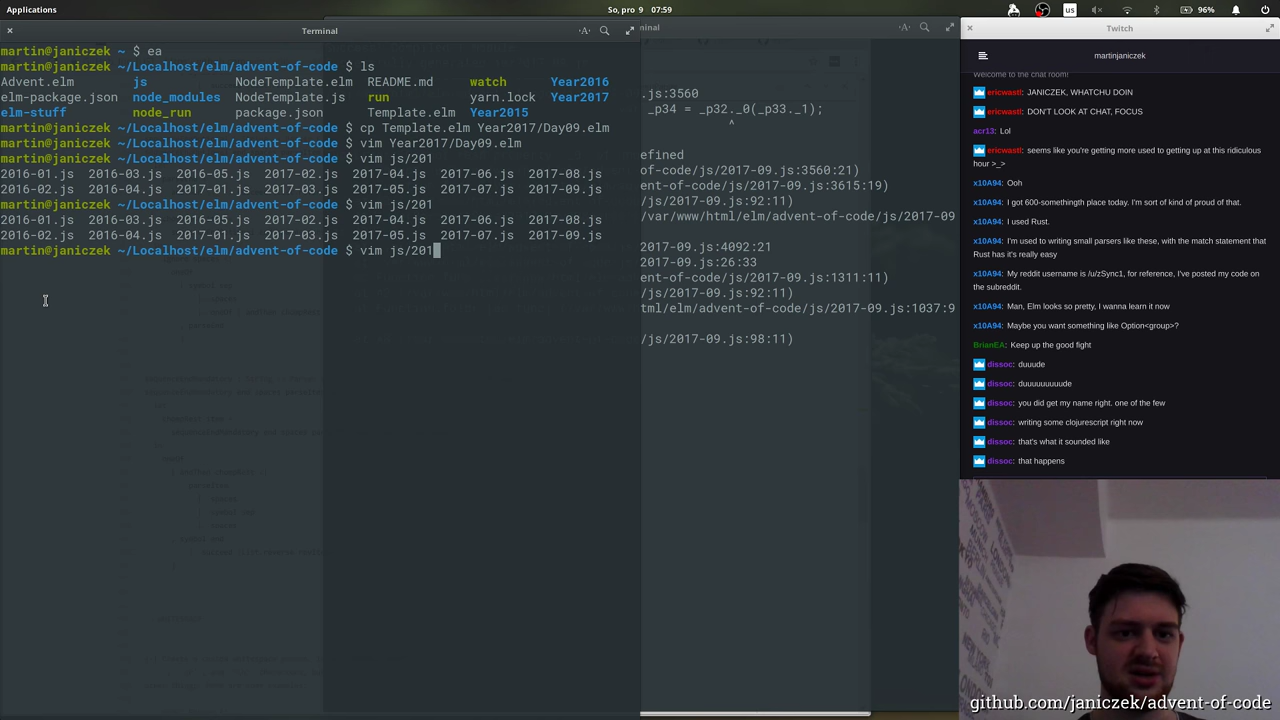 Applications
So, pro 9 07:59
us
96%
Terminal
martin@janiczek ~ $ ea
martin@janiczek ~/Localhost/elm/advent-of-code $ ls
Advent.elm js NodeTemplate.elm README.md watch Year2016
elm-package.json node_modules NodeTemplate.js run yarn.lock Year2017
elm-stuff node_run package.json Template.elm Year2015
martin@janiczek ~/Localhost/elm/advent-of-code $ cp Template.elm Year2017/Day09.elm
martin@janiczek ~/Localhost/elm/advent-of-code $ vim Year2017/Day09.elm
martin@janiczek ~/Localhost/elm/advent-of-code $ vim js/201
2016-01.js 2016-03.js 2016-05.js 2017-02.js 2017-04.js 2017-06.js 2017-08.js
2016-02.js 2016-04.js 2017-01.js 2017-03.js 2017-05.js 2017-07.js 2017-09.js
martin@janiczek ~/Localhost/elm/advent-of-code $ vim js/201
2016-01.js 2016-03.js 2016-05.js 2017-02.js 2017-04.js 2017-06.js 2017-08.js
2016-02.js 2016-04.js 2017-01.js 2017-03.js 2017-05.js 2017-07.js 2017-09.js
martin@janiczek ~/Localhost/elm/advent-of-code $ vim js/201
minal
.js:3560
_p34 = _p32._0(_p33._1);
^
efined
/js/2017-09.js:3560:21)
ent-of-code/js/2017-09.js:3615:19)
/js/2017-09.js:92:11)
/var/www/html/elm/advent-of-code/js/2017-09
2017-09.js:4092:21
2017-09.js:26:33
ent-of-code/js/2017-09.js:1311:11)
/js/2017-09.js:92:11)
tml/elm/advent-of-code/js/2017-09.js:1037:9
/js/2017-09.js:98:11)
Twitch
martinjaniczek
Welcome to the chat room!
ericwastl: JANICZEK, WHATCHU DOIN
ericwastl: DON'T LOOK AT CHAT, FOCUS
acr13: Lol
ericwastl: seems like you're getting more used to getting up at this ridiculous
hour >_>
x10A94: Ooh
x10A94: I got 600-somethingth place today. I'm sort of kind of proud of that.
x10A94: I used Rust.
x10A94: I'm used to writing small parsers like these, with the match statement that
Rust has it's really easy
x10A94: My reddit username is /u/zSync1, for reference, I've posted my code on
the subreddit.
x10A94: Man, Elm looks so pretty, I wanna learn it now
x10A94: Maybe you want something like Option<group>?
BrianEA: Keep up the good fight
dissoc: duuude
dissoc: duuuuuuuuude
dissoc: you did get my name right. one of the few
dissoc: writing some clojurescript right now
dissoc: that's what it sounded like
dissoc: that happens
github.com/janiczek/advent-of-code